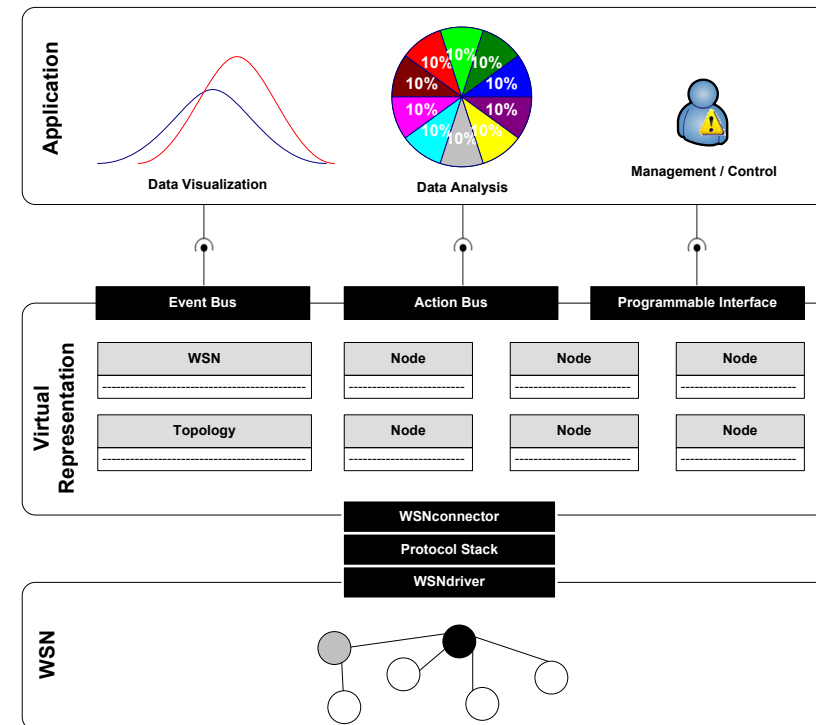 Application
10%
10%
10%
10%
10%
10%
10%
10%
10%
10%
Data Visualization
Data Analysis
Management / Control
Event Bus
Action Bus
Programmable Interface
Virtual
Representation
WSN
Node
Node
Node
Topology
Node
Node
Node
WSNconnector
Protocol Stack
WSNdriver
WSN